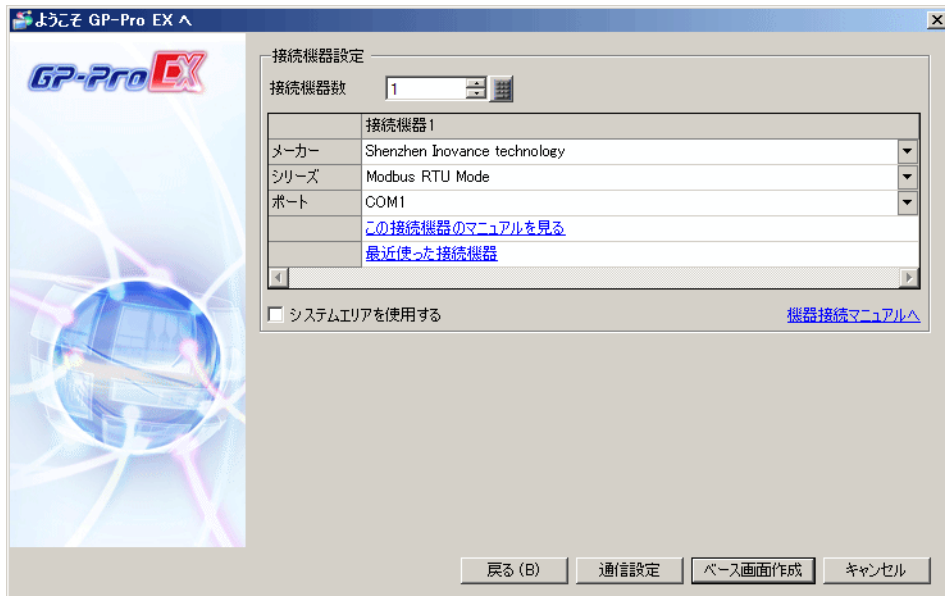 ようこそ GP-Pro EX へ
GP-Pro EX
接続機器設定
接続機器数 1
接続機器1
メーカー Shenzhen Inovance technology
シリーズ Modbus RTU Mode
ポート COM1
この接続機器のマニュアルを見る
最近使った接続機器
システムエリアを使用する 機器接続マニュアルへ
戻る(B) 通信設定 ベース画面作成 キャンセル